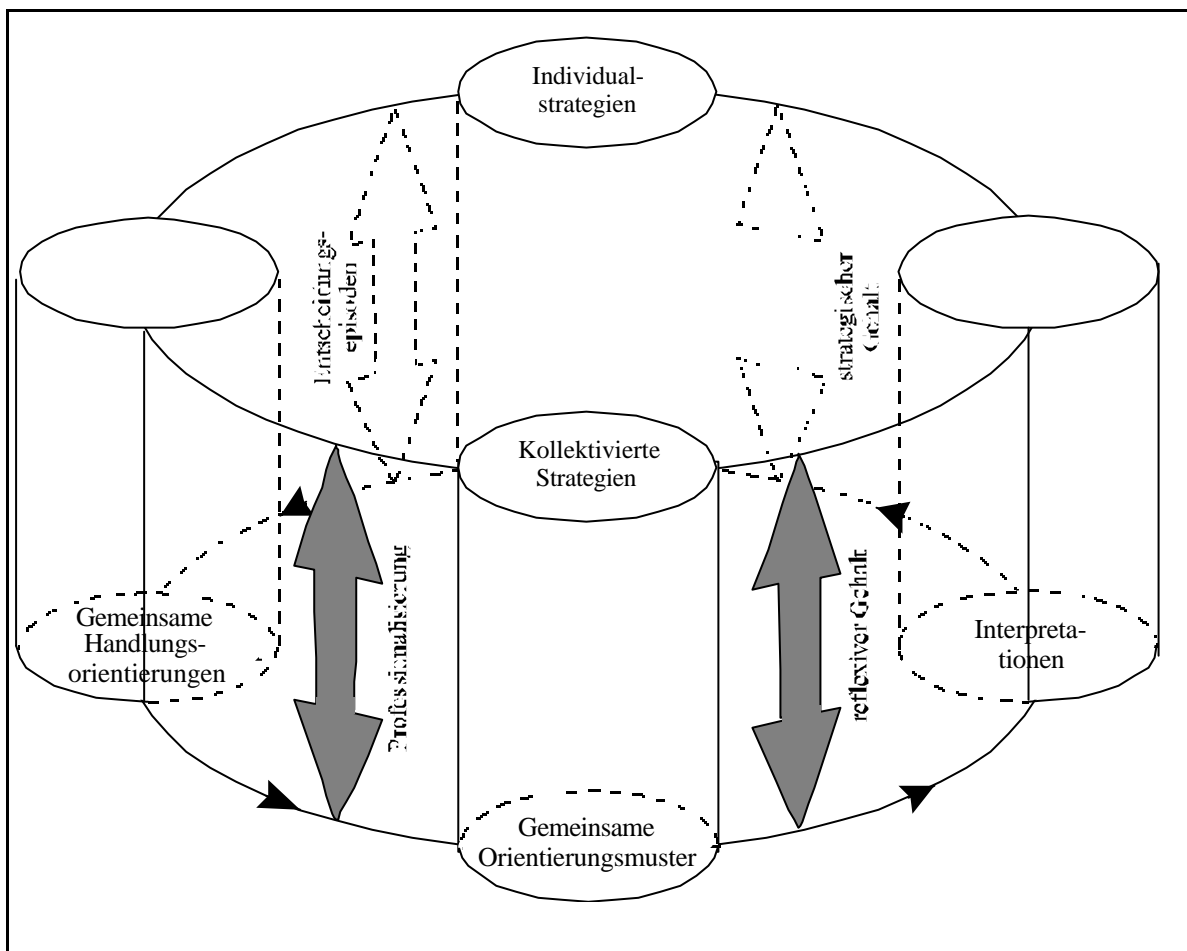 Individual-
strategien
Entscheidungs-
episoden
strategischer
Gehalt
Kollektivierte
Strategien
Professionalisierung
reflexiver Gehalt
Gemeinsame
Handlungs-
orientierungen
Interpreta-
tionen
Gemeinsame
Orientierungsmuster